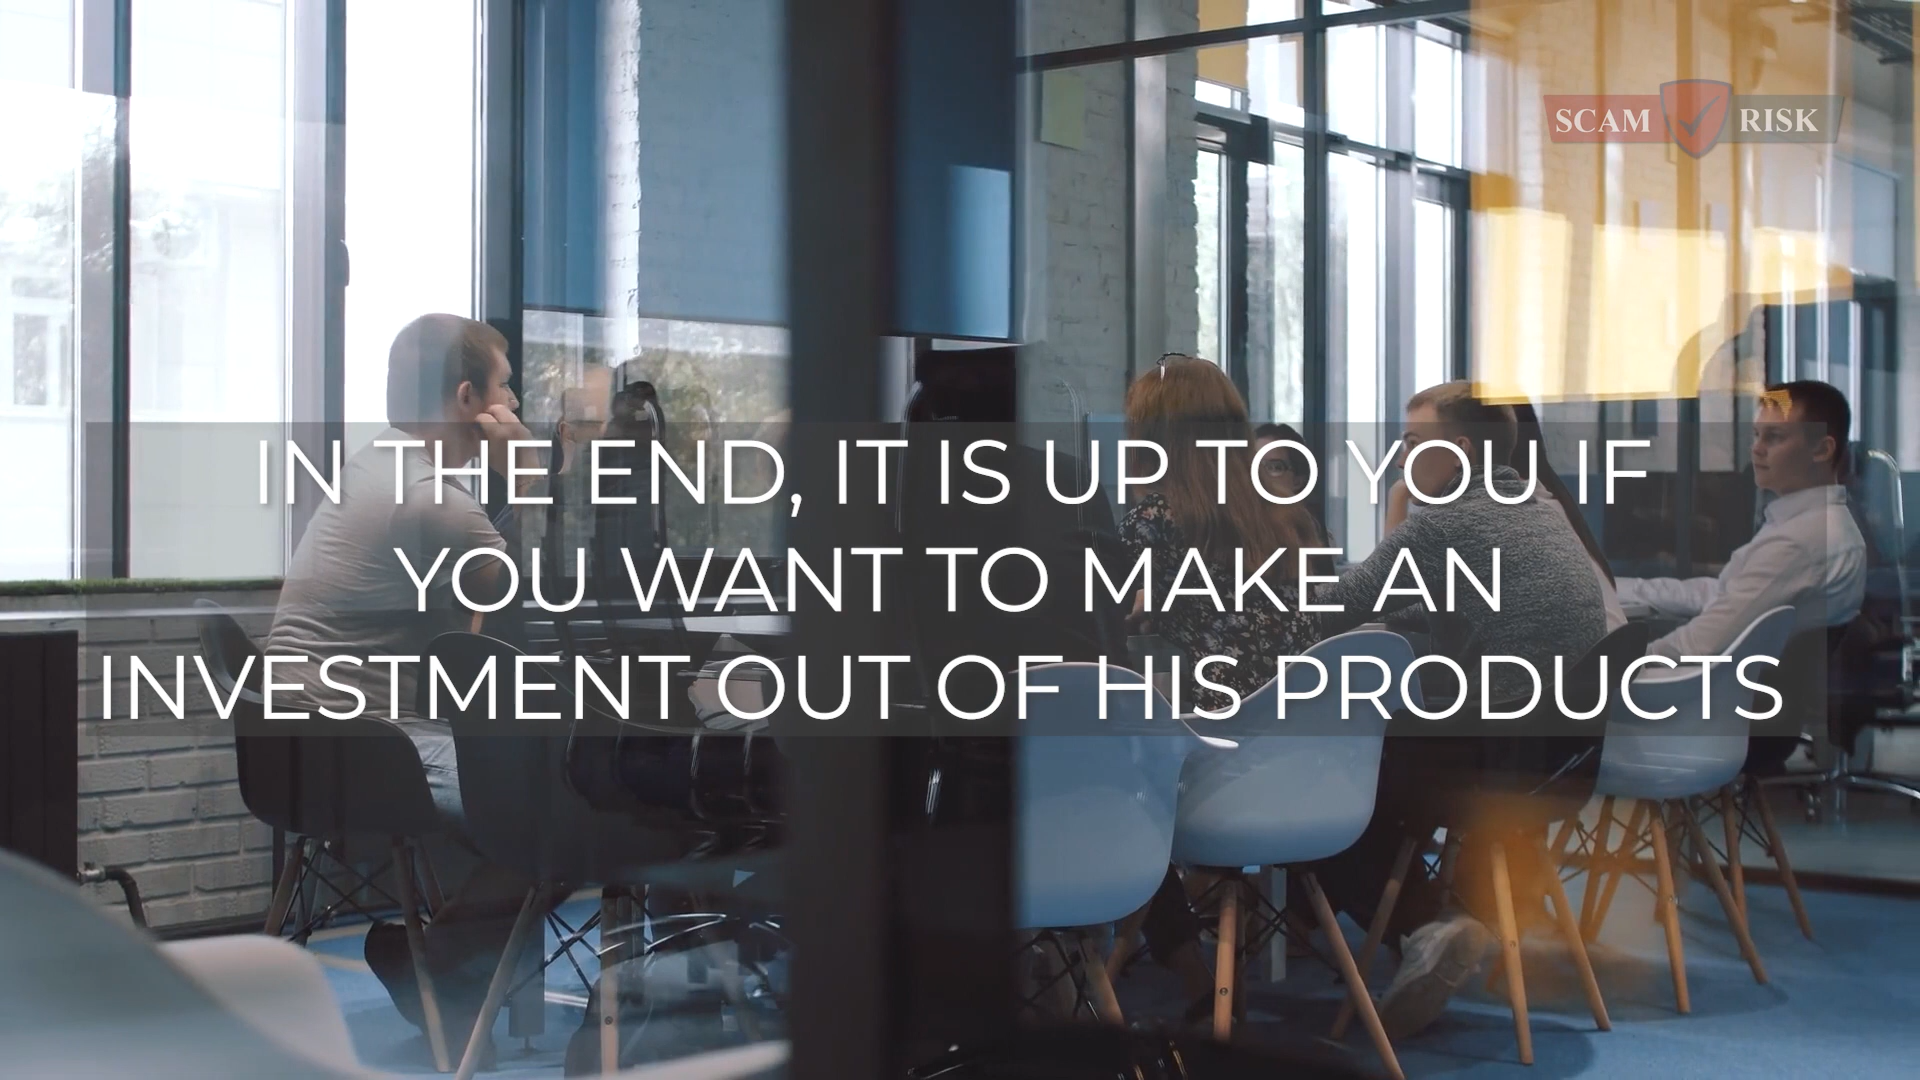 SCAM RISK
IN THE END, IT IS UP TO YOU IF
YOU WANT TO MAKE AN
INVESTMENT OUT OF HIS PRODUCTS